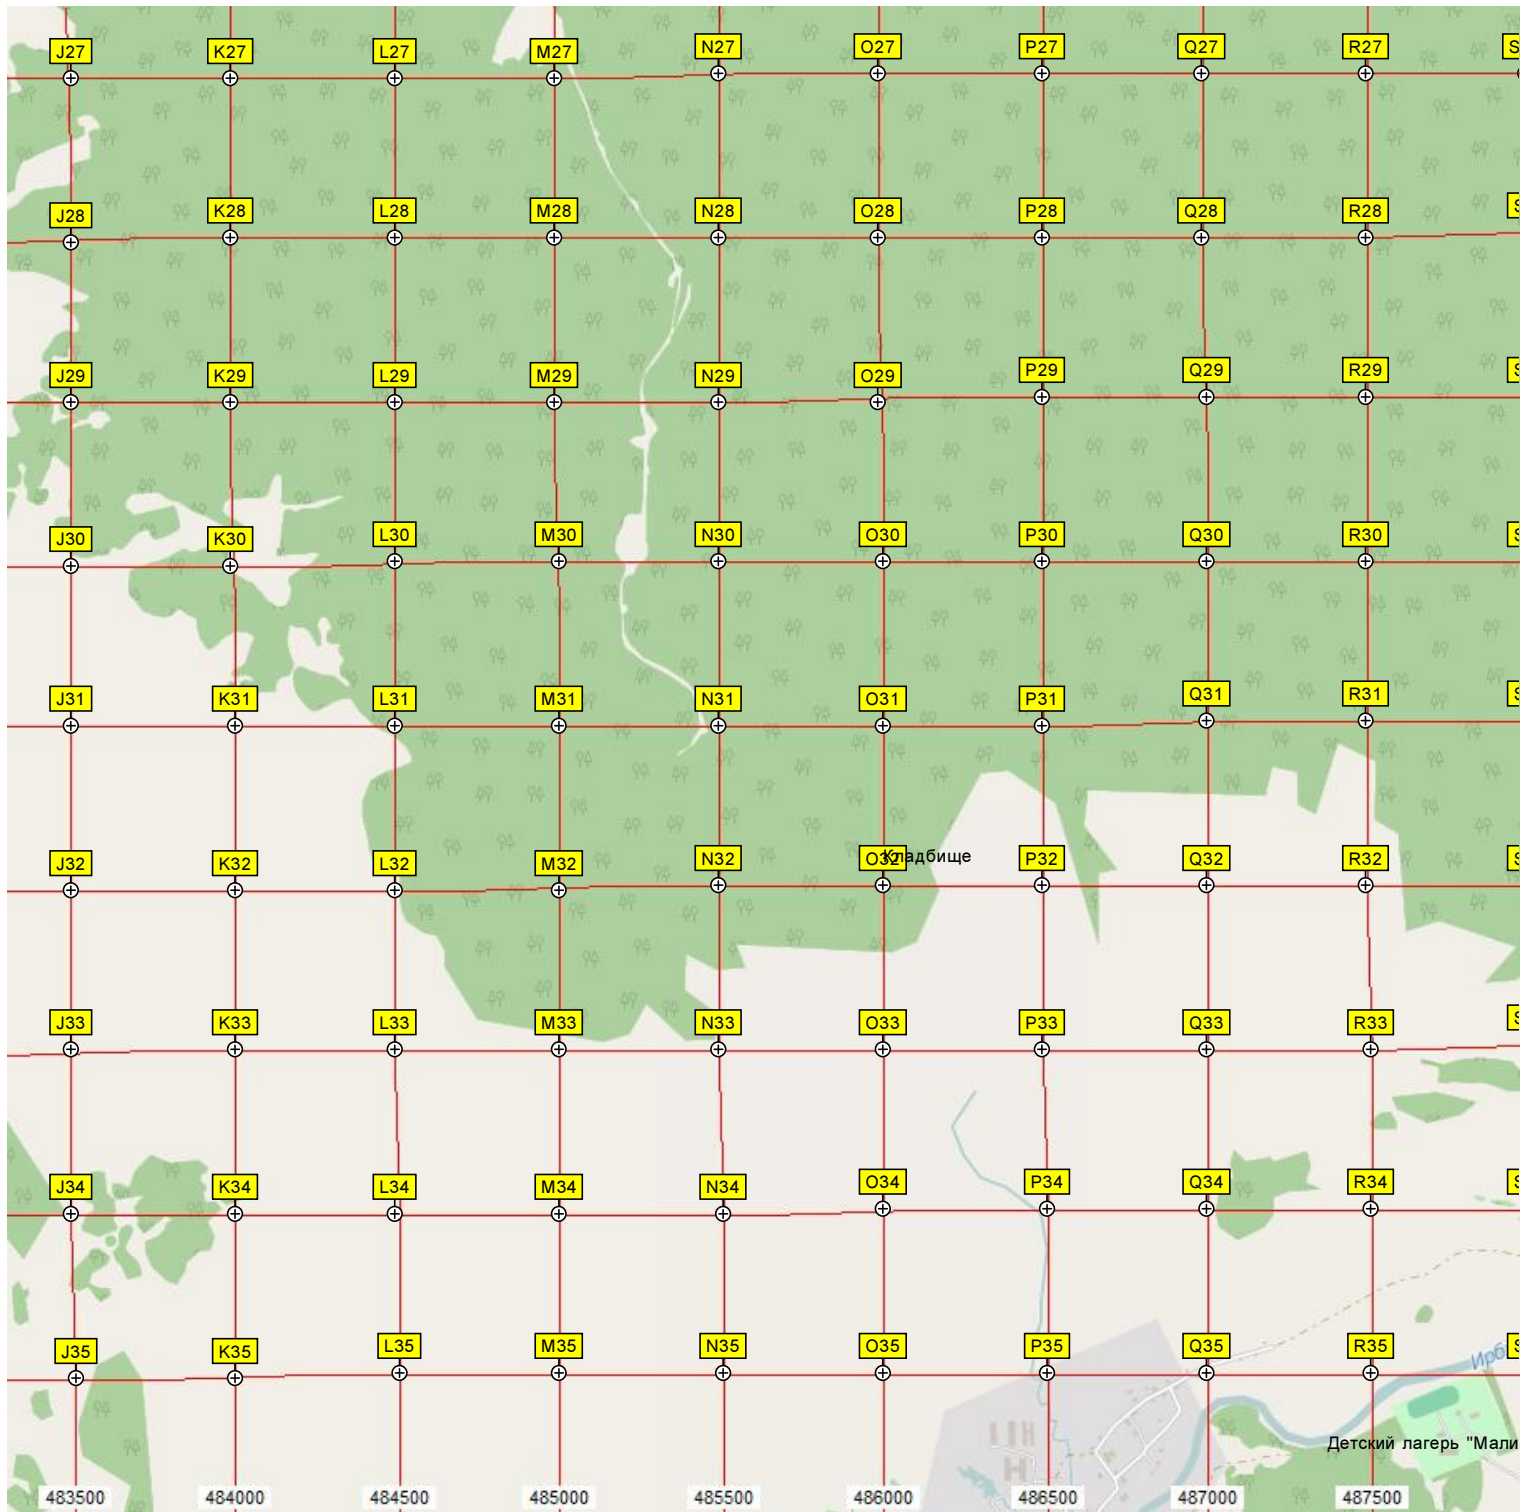 J27 K27 L27 M27 N27 O27 P27 Q27 R27
J28 K28 L28 M28 N28 O28 P28 Q28 R28
J29 K29 L29 M29 N29 O29 P29 Q29 R29
J30 K30 L30 M30 N30 O30 P30 Q30 R30
J31 K31 L31 M31 N31 O31 P31 Q31 R31
J32 K32 L32 M32 N32 O32 Кладбище P32 Q32 R32
J33 K33 L33 M33 N33 O33 P33 Q33 R33
J34 K34 L34 M34 N34 O34 P34 Q34 R34
J35 K35 L35 M35 N35 O35 P35 Q35 R35
Ирб
Детский лагерь "Мали
483500 484000 484500 485000 485500 486000 486500 487000 487500